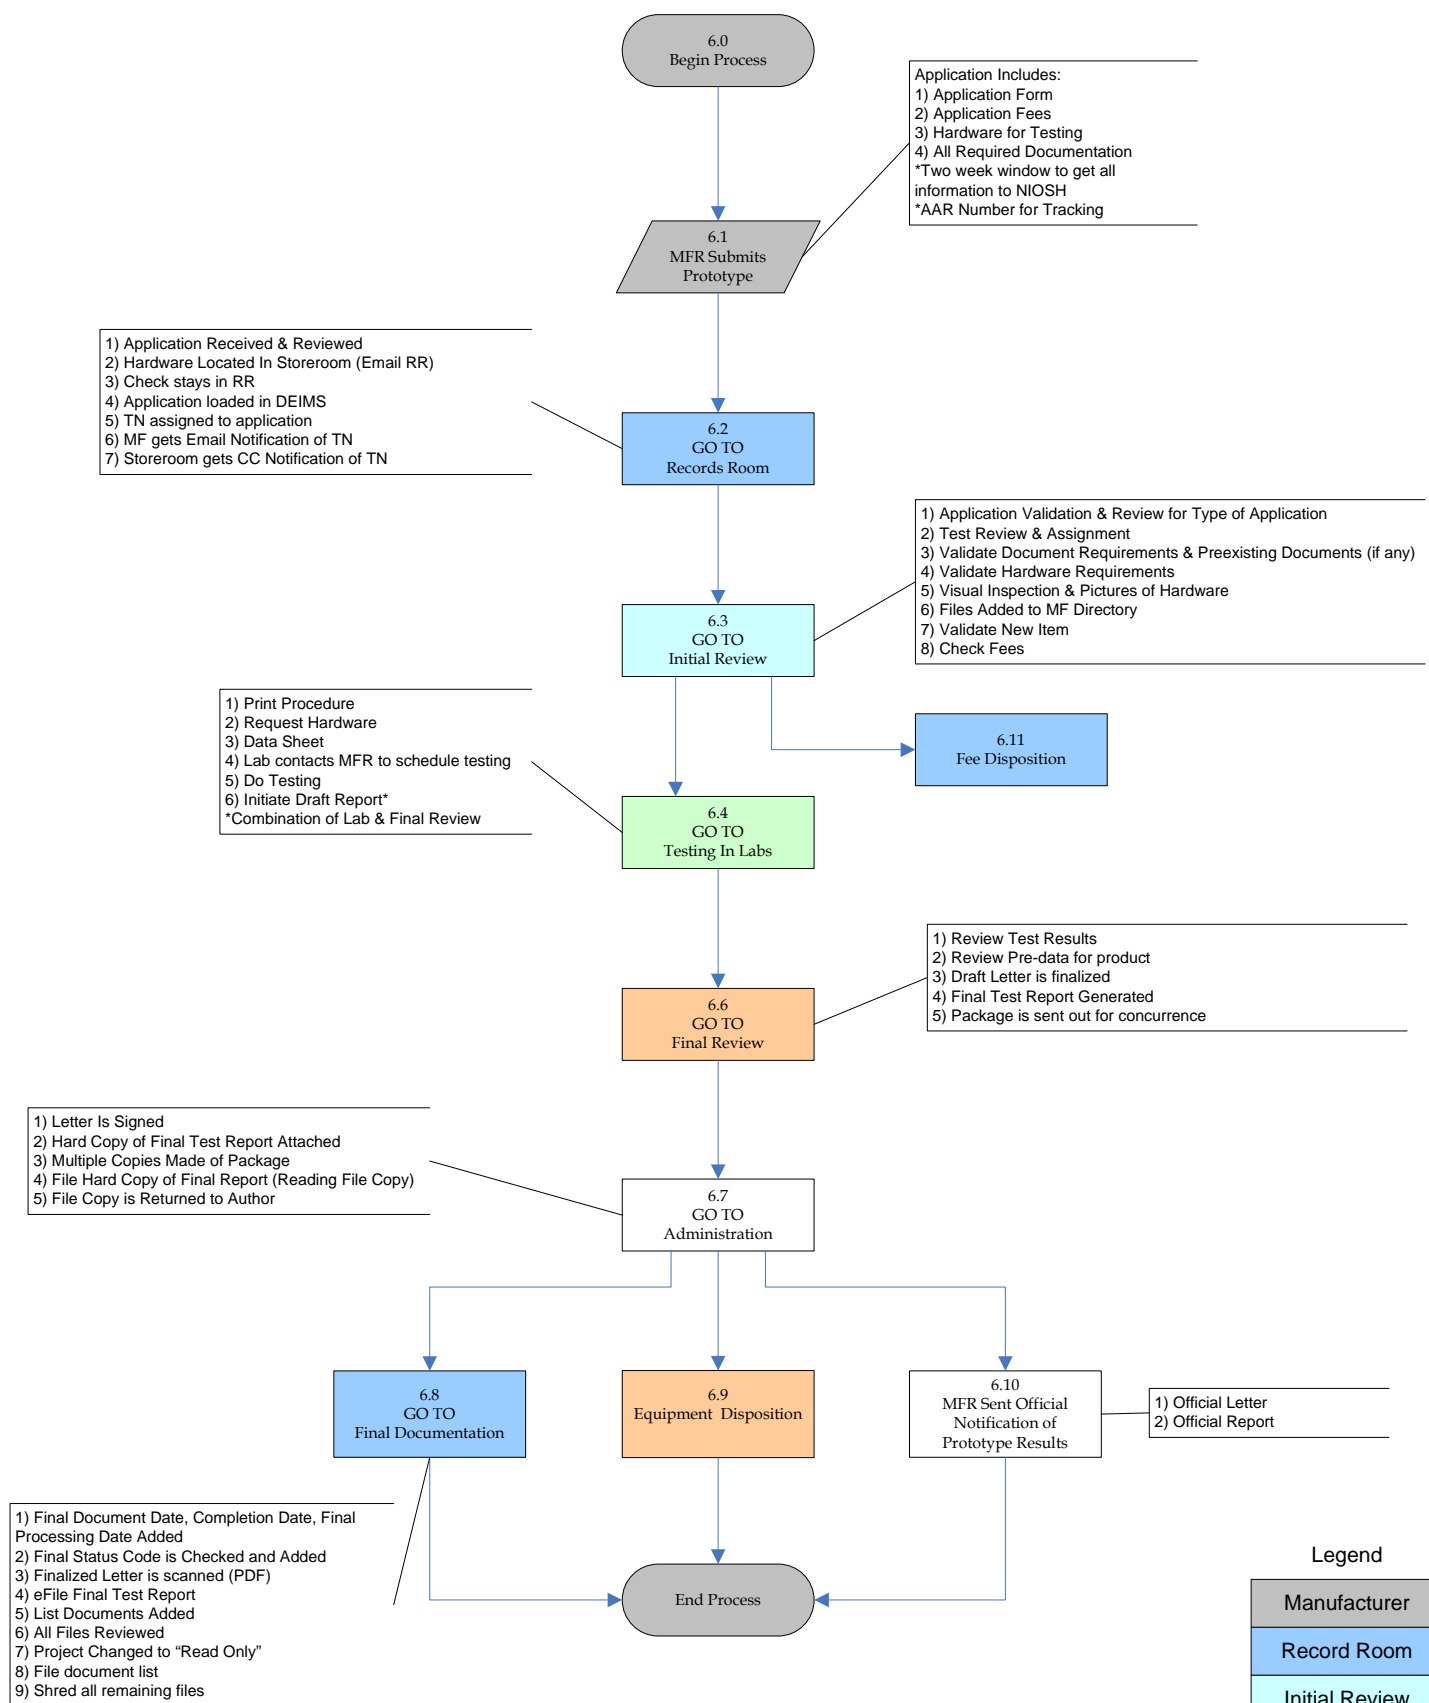 6.0
Begin Process
Application Includes:
1) Application Form
2) Application Fees
3) Hardware for Testing
4) All Required Documentation
*Two week window to get all
information to NIOSH
*AAR Number for Tracking
6.1
MFR Submits
Prototype
1) Application Received & Reviewed
2) Hardware Located In Storeroom (Email RR)
3) Check stays in RR
4) Application loaded in DEIMS
5) TN assigned to application
6) MF gets Email Notification of TN
7) Storeroom gets CC Notification of TN
6.2
GO TO
Records Room
1) Application Validation & Review for Type of Application
2) Test Review & Assignment
3) Validate Document Requirements & Preexisting Documents (if any)
4) Validate Hardware Requirements
5) Visual Inspection & Pictures of Hardware
6) Files Added to MF Directory
7) Validate New Item
8) Check Fees
6.3
GO TO
Initial Review
1) Print Procedure
2) Request Hardware
3) Data Sheet
4) Lab contacts MFR to schedule testing
5) Do Testing
6) Initiate Draft Report*
*Combination of Lab & Final Review
6.11
Fee Disposition
6.4
GO TO
Testing In Labs
1) Review Test Results
2) Review Pre-data for product
3) Draft Letter is finalized
4) Final Test Report Generated
5) Package is sent out for concurrence
6.6
GO TO
Final Review
1) Letter Is Signed
2) Hard Copy of Final Test Report Attached
3) Multiple Copies Made of Package
4) File Hard Copy of Final Report (Reading File Copy)
5) File Copy is Returned to Author
6.7
GO TO
Administration
6.8
GO TO
Final Documentation
6.9
Equipment  Disposition
6.10
MFR Sent Official
Notification of
Prototype Results
1) Official Letter
2) Official Report
1) Final Document Date, Completion Date, Final
Processing Date Added
2) Final Status Code is Checked and Added
3) Finalized Letter is scanned (PDF)
4) eFile Final Test Report
5) List Documents Added
6) All Files Reviewed
7) Project Changed to “Read Only”
8) File document list
9) Shred all remaining files
End Process
Legend
Manufacturer
Record Room
Initial Review